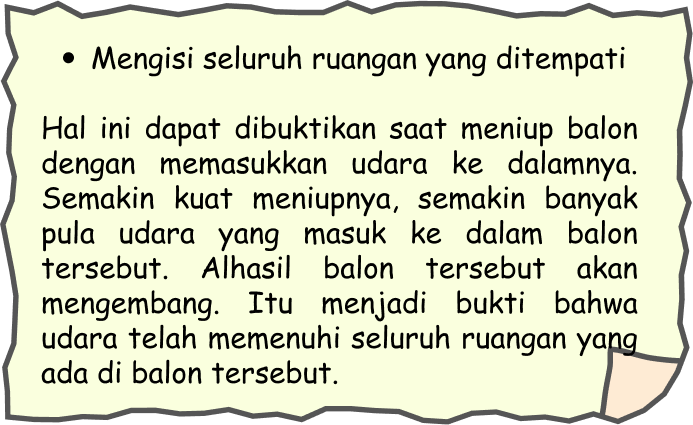 • Mengisi seluruh ruangan yang ditempati
Hal ini dapat dibuktikan saat meniup balon
dengan memasukkan udara ke dalamnya.
Semakin kuat meniupnya, semakin banyak
pula udara yang masuk ke dalam balon
tersebut. Alhasil balon tersebut akan
mengembang. Itu menjadi bukti bahwa
udara telah memenuhi seluruh ruangan yang
ada di balon tersebut.